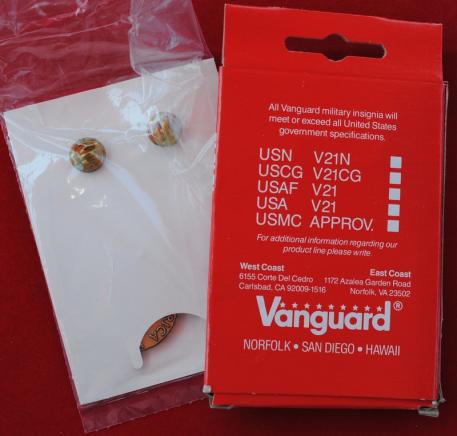 All Vanguard military insignia will
meet or exceed all United States
government specifications.
USN V21N
USCG V21CG
USAF V21
USA V21
USMC APPROV.
For additional information regarding our
product line please write.
West Coast
6155 Corte Del Cedro
Carlsbad, CA 92009-1516
East Coast
1172 Azalea Garden Road
Norfolk, VA 23502
Vanguard®
NORFOLK • SAN DIEGO • HAWAII